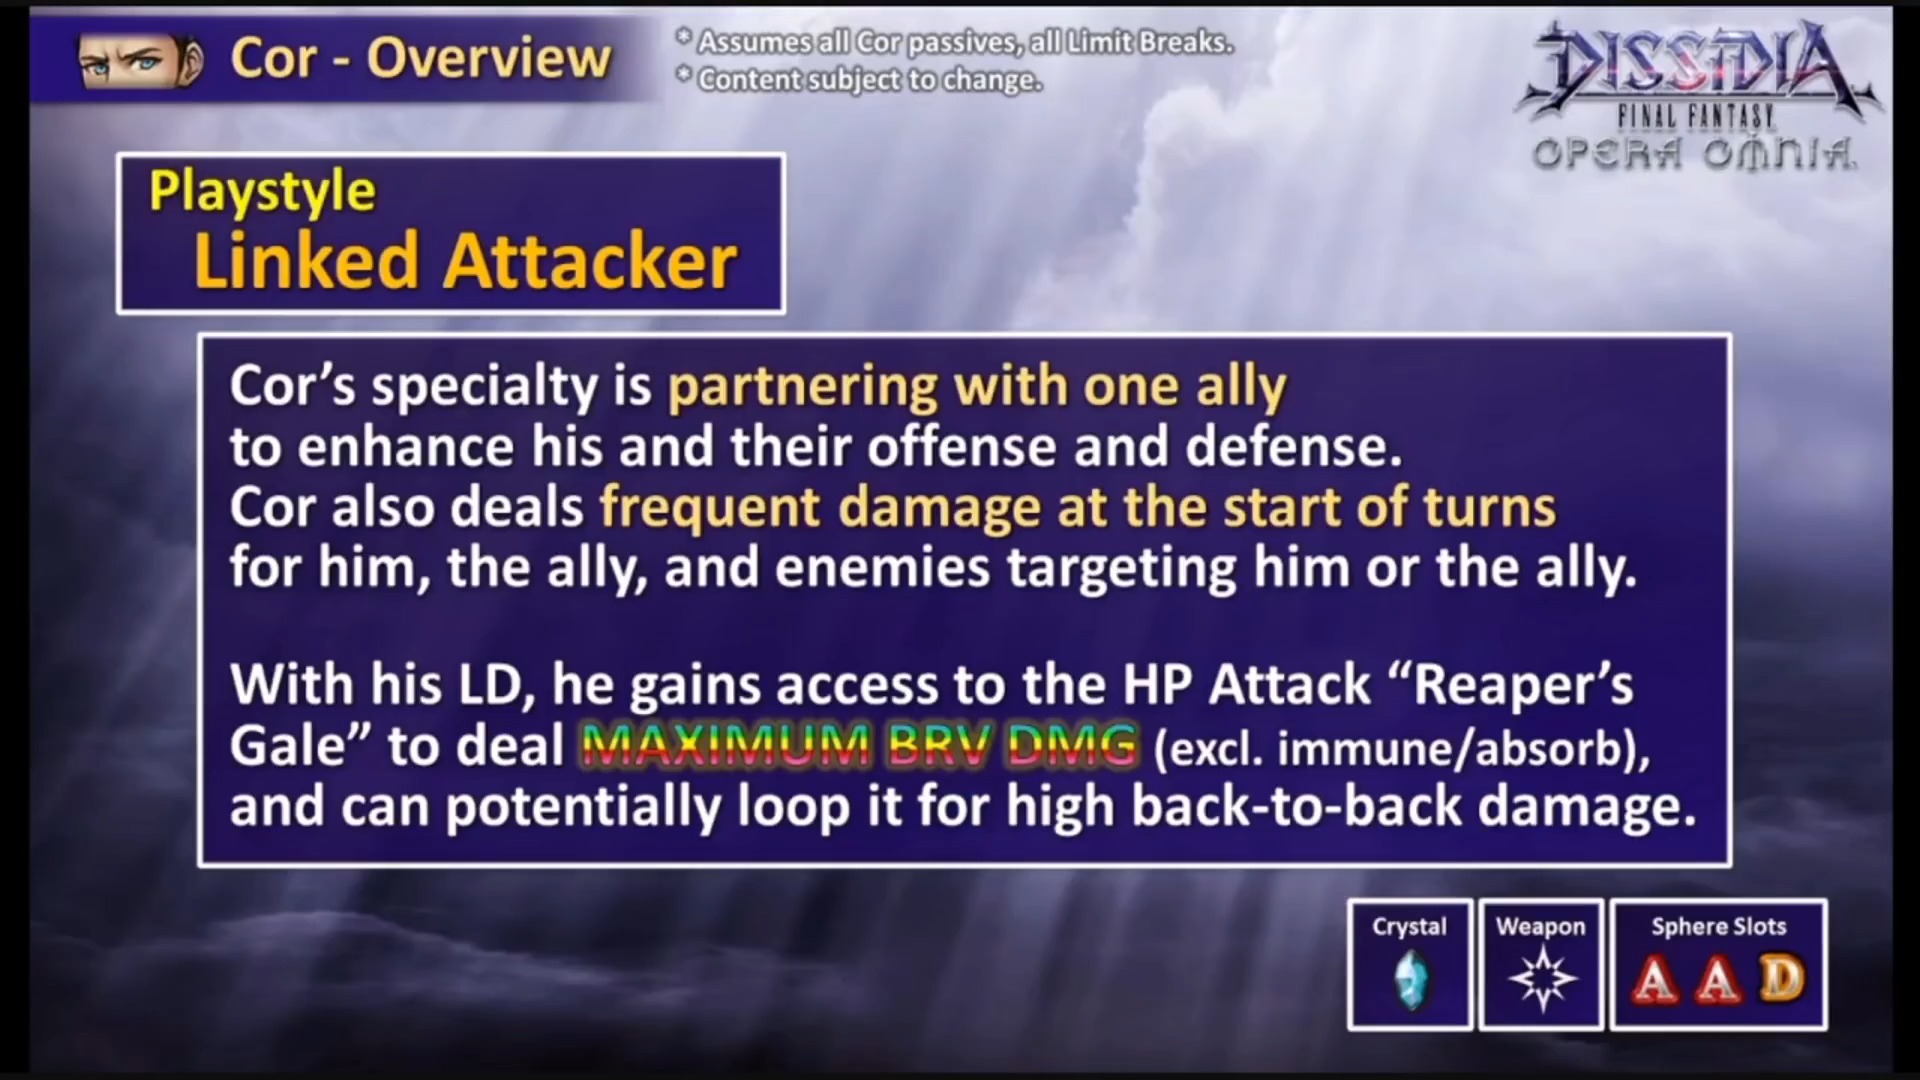 Cor - Overview
* Assumes all Cor passives, all Limit Breaks.
* Content subject to change.
DISSIDIA
FINAL FANTASY
OPERA OMNIA
Playstyle
Linked Attacker
Cor’s specialty is partnering with one ally
to enhance his and their offense and defense.
Cor also deals frequent damage at the start of turns
for him, the ally, and enemies targeting him or the ally.
With his LD, he gains access to the HP Attack “Reaper’s
Gale” to deal MAXIMUM BRV DMG (excl. immune/absorb),
and can potentially loop it for high back-to-back damage.
Crystal
Weapon
Sphere Slots
A A D